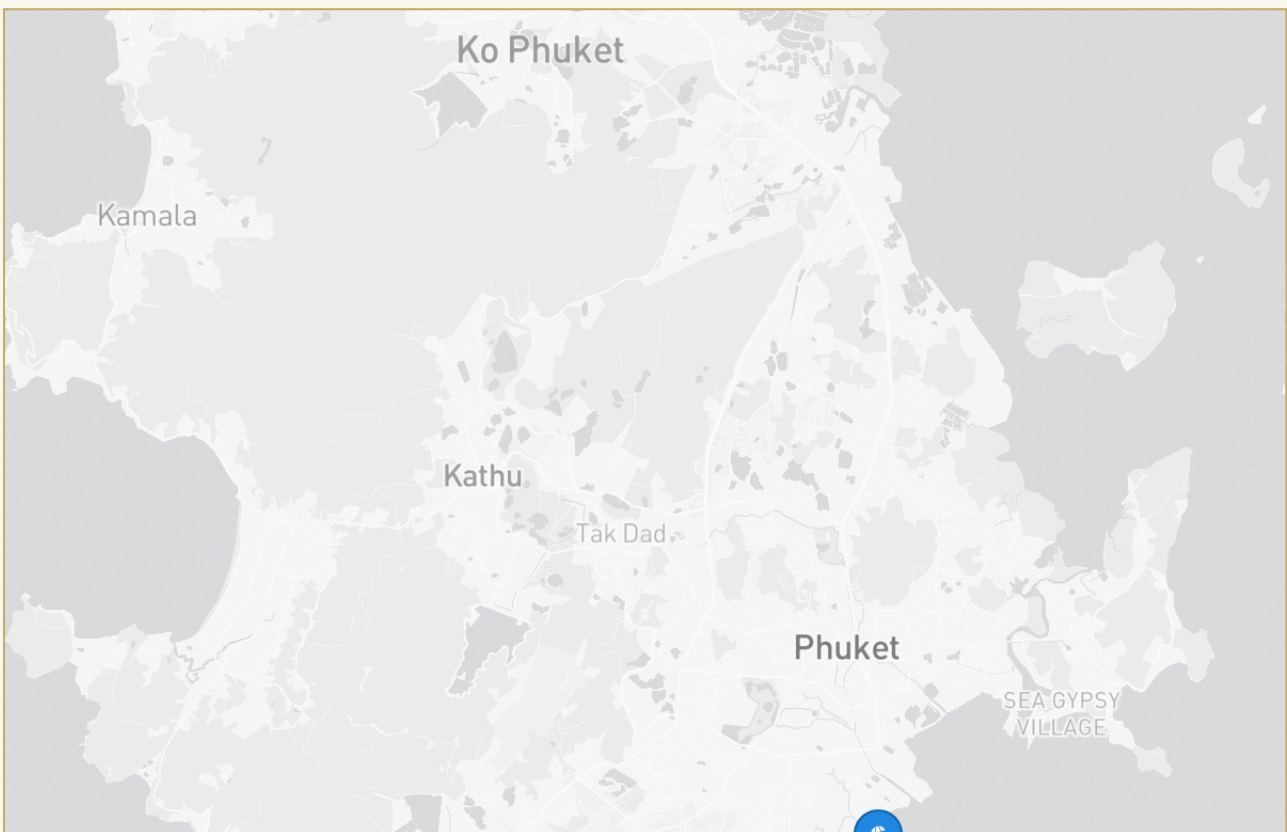 Ko Phuket
Kamala
Kathu
Tak Dad
Phuket
SEA GYPSY
VILLAGE